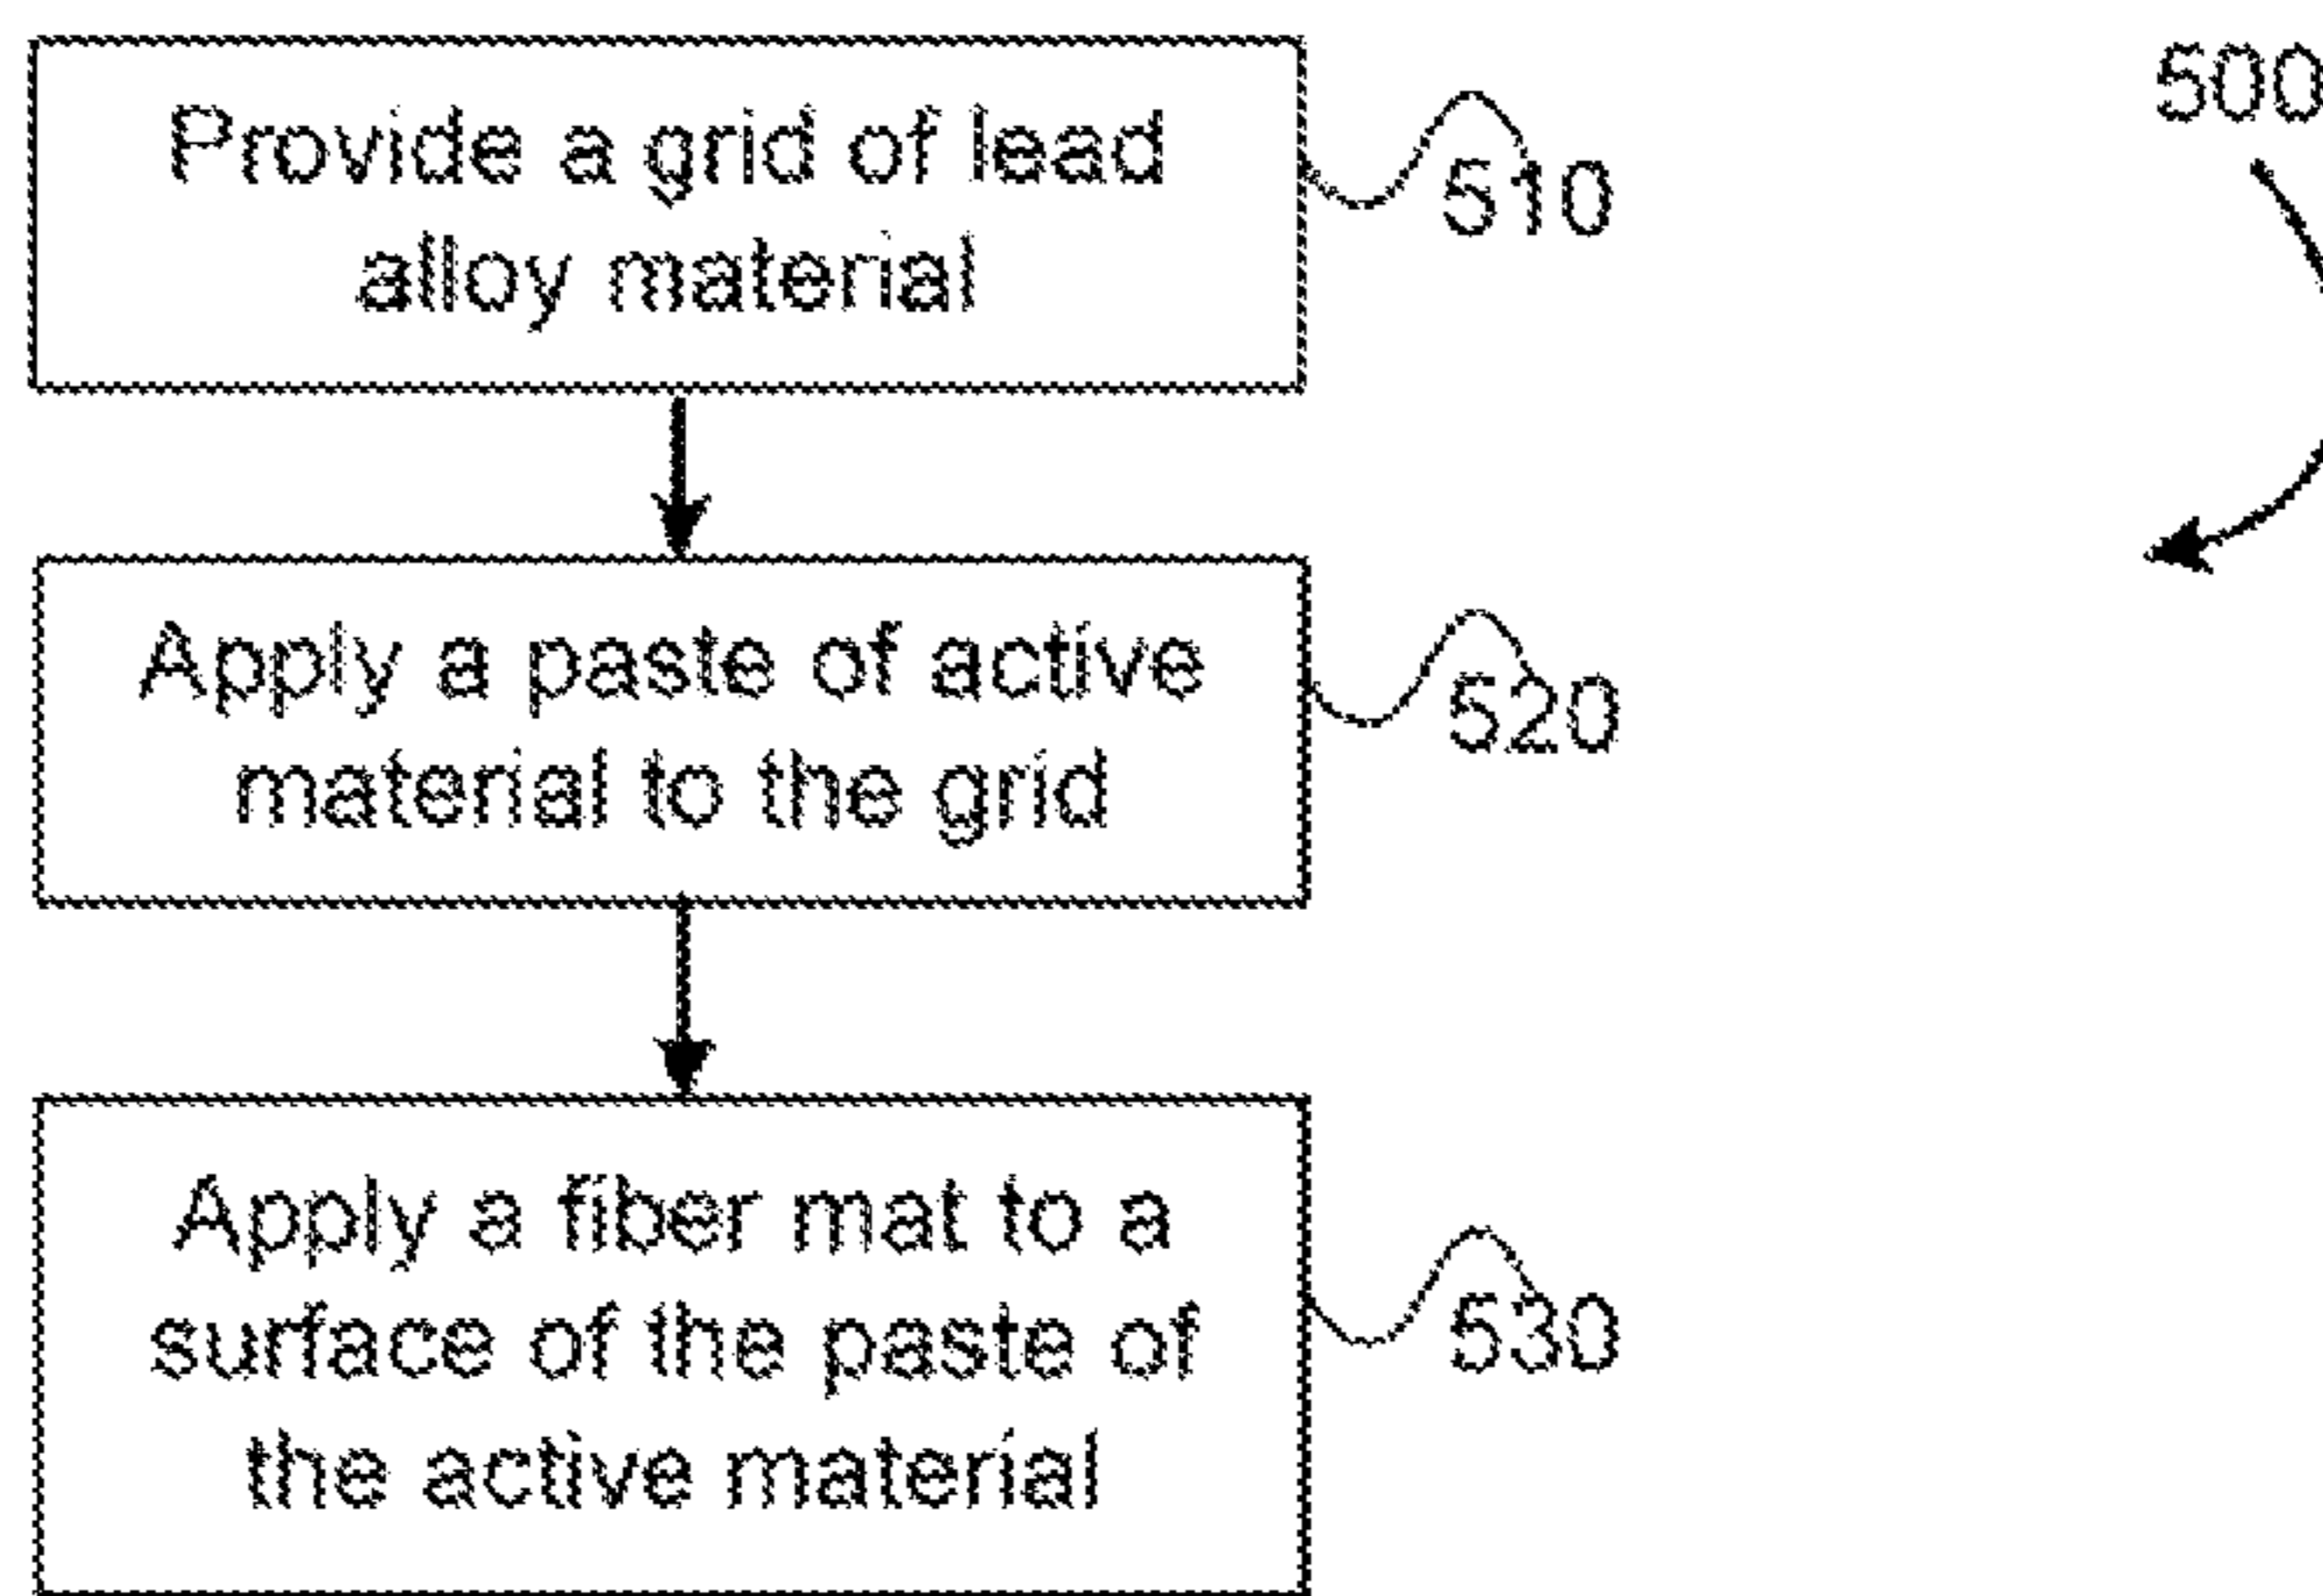 Provide a grid of lead
alloy material
510
500
Apply a paste of active
material to the grid
520
Apply a fiber mat to a
surface of the paste of
the active material
530